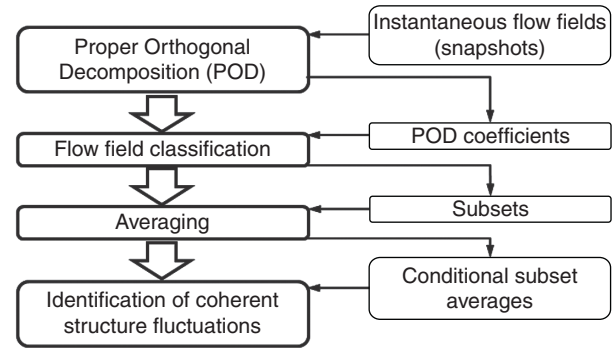 Instantaneous flow fields
(snapshots)
Proper Orthogonal
Decomposition (POD)
POD coefficients
Flow field classification
Subsets
Averaging
Conditional subset
averages
Identification of coherent
structure fluctuations